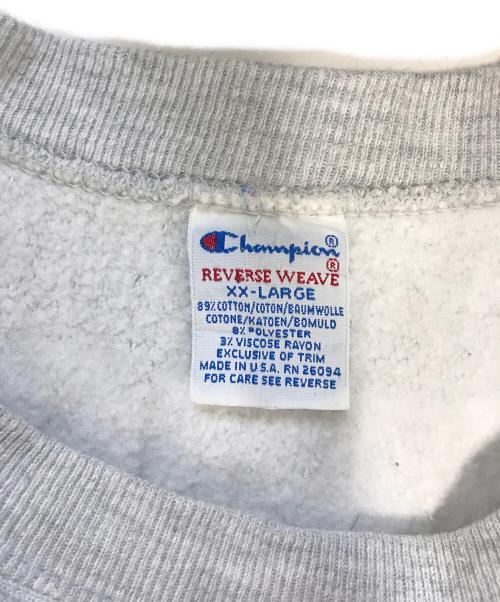 Champion®
REVERSE WEAVE®
XX-LARGE
89% COTTON/COTON/BAUMWOLLE
COTONE/KATOEN/BOMULD
8% POLYESTER
3% VISCOSE RAYON
EXCLUSIVE OF TRIM
MADE IN U.S.A. RN 26094
FOR CARE SEE REVERSE